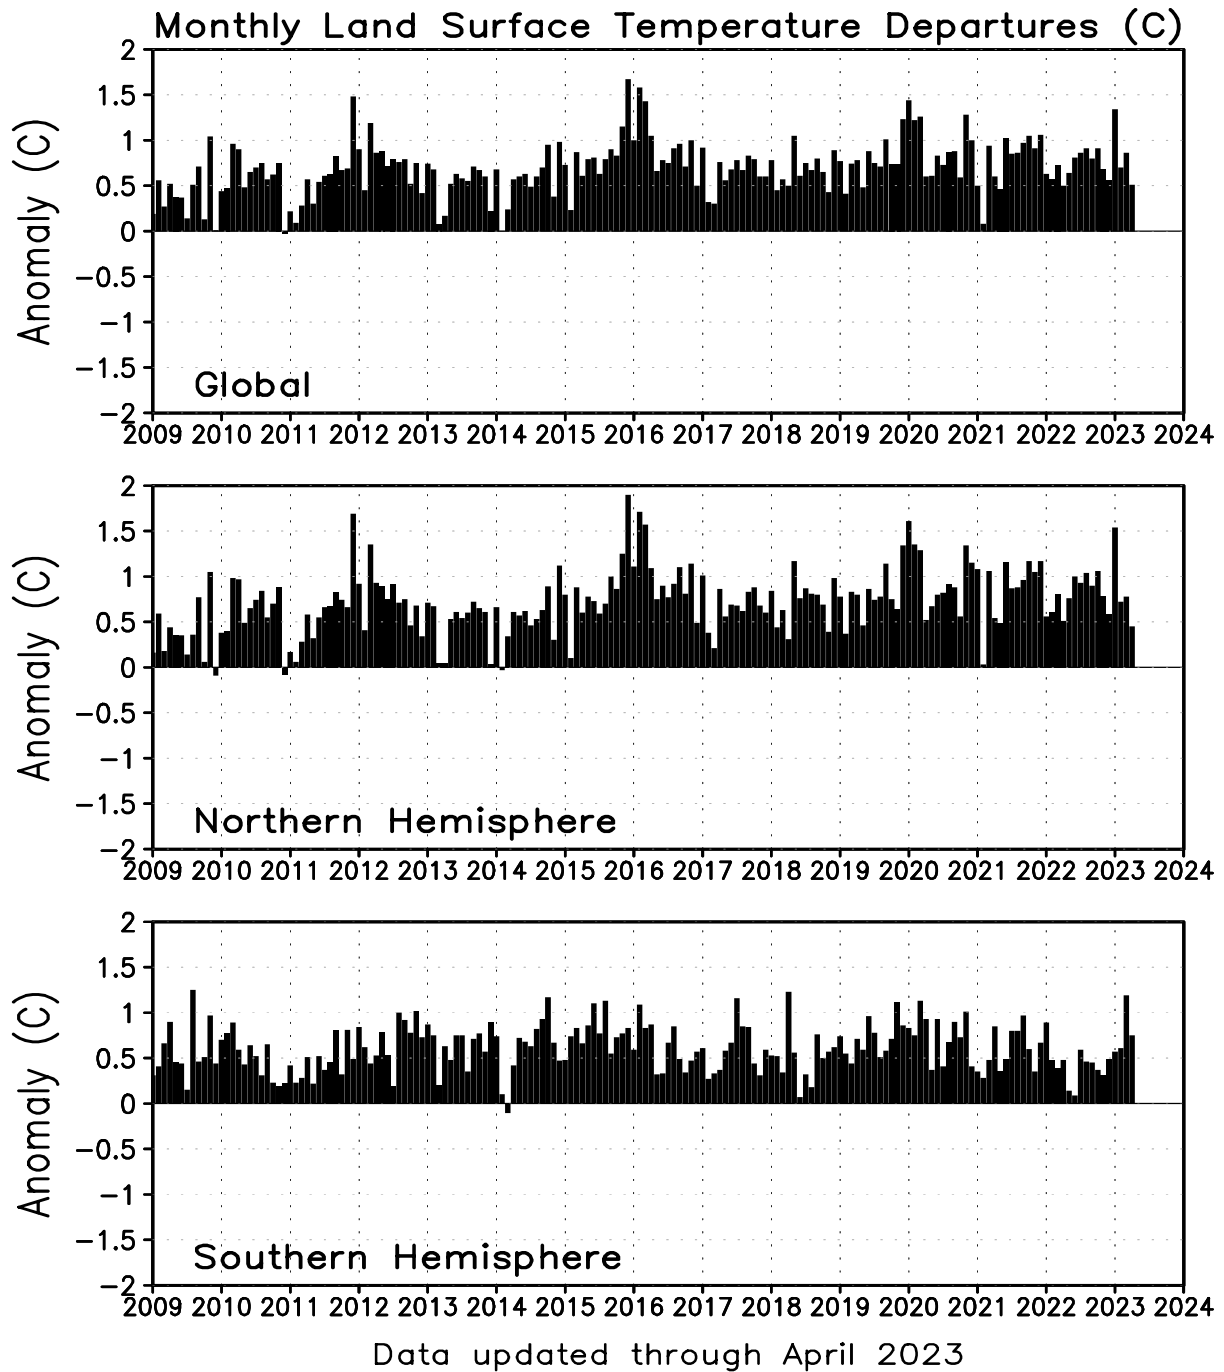 Monthly Land Surface Temperature Departures (C)
2
1.5
1
0.5
0
−0.5
−1
−1.5
−2
Anomaly (C)
Global
2009 2010 2011 2012 2013 2014 2015 2016 2017 2018 2019 2020 2021 2022 2023 2024
2
1.5
1
0.5
0
−0.5
−1
−1.5
−2
Anomaly (C)
Northern Hemisphere
2009 2010 2011 2012 2013 2014 2015 2016 2017 2018 2019 2020 2021 2022 2023 2024
2
1.5
1
0.5
0
−0.5
−1
−1.5
−2
Anomaly (C)
Southern Hemisphere
2009 2010 2011 2012 2013 2014 2015 2016 2017 2018 2019 2020 2021 2022 2023 2024
Data updated through April 2023